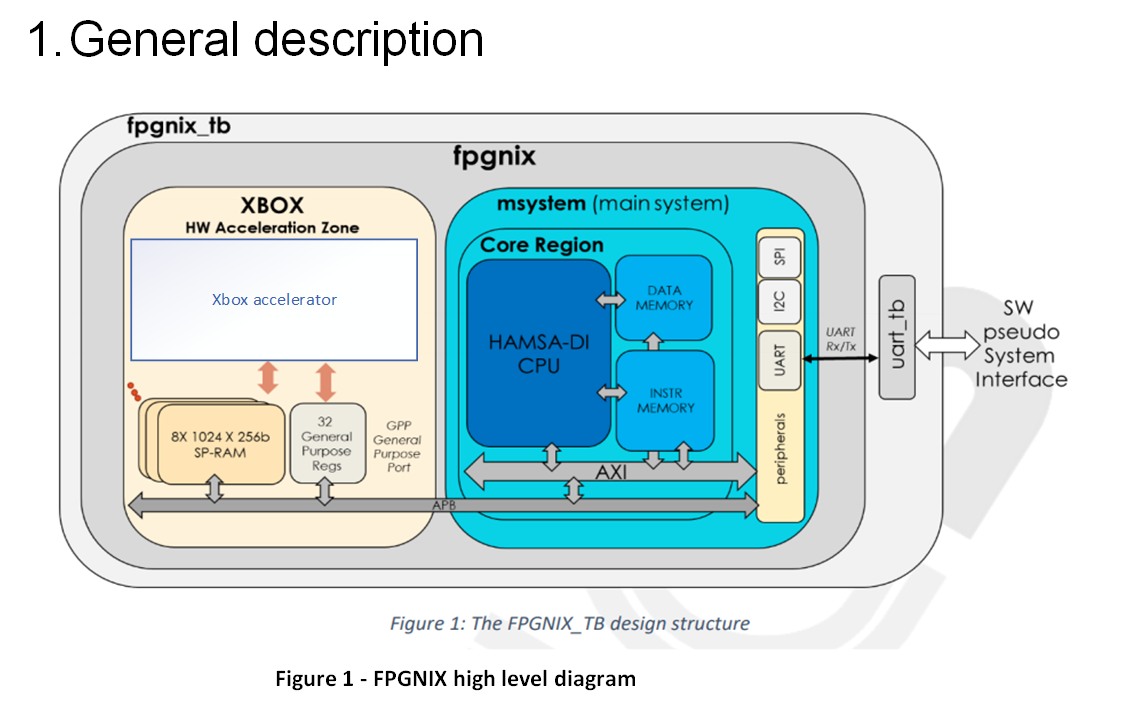 1. General description
fpgnix_tb
fpgnix
XBOX
HW Acceleration Zone
Xbox accelerator
8X 1024 X 256b
SP-RAM
32
General
Purpose
Regs
GPP
General
Purpose
Port
APB
msystem (main system)
Core Region
HAMSA-DI
CPU
DATA
MEMORY
INSTR
MEMORY
AXI
SPI
I2C
UART
peripherals
UART
Rx/Tx
uart_tb
SW
pseudo
System
Interface
Figure 1: The FPGNIX_TB design structure
Figure 1 - FPGNIX high level diagram